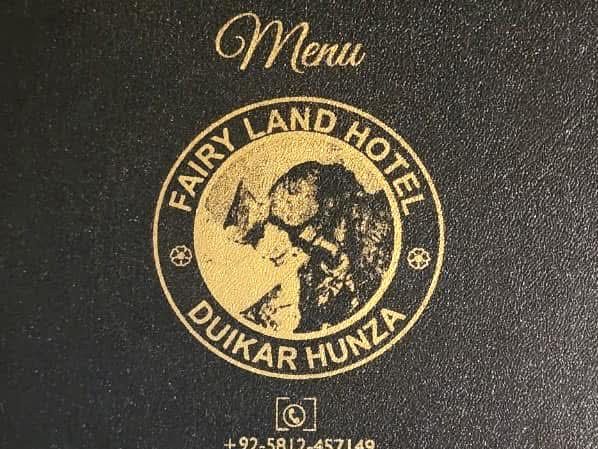 Menu
FAIRY LAND HOTEL
DUIKAR HUNZA
+92-5812-457149